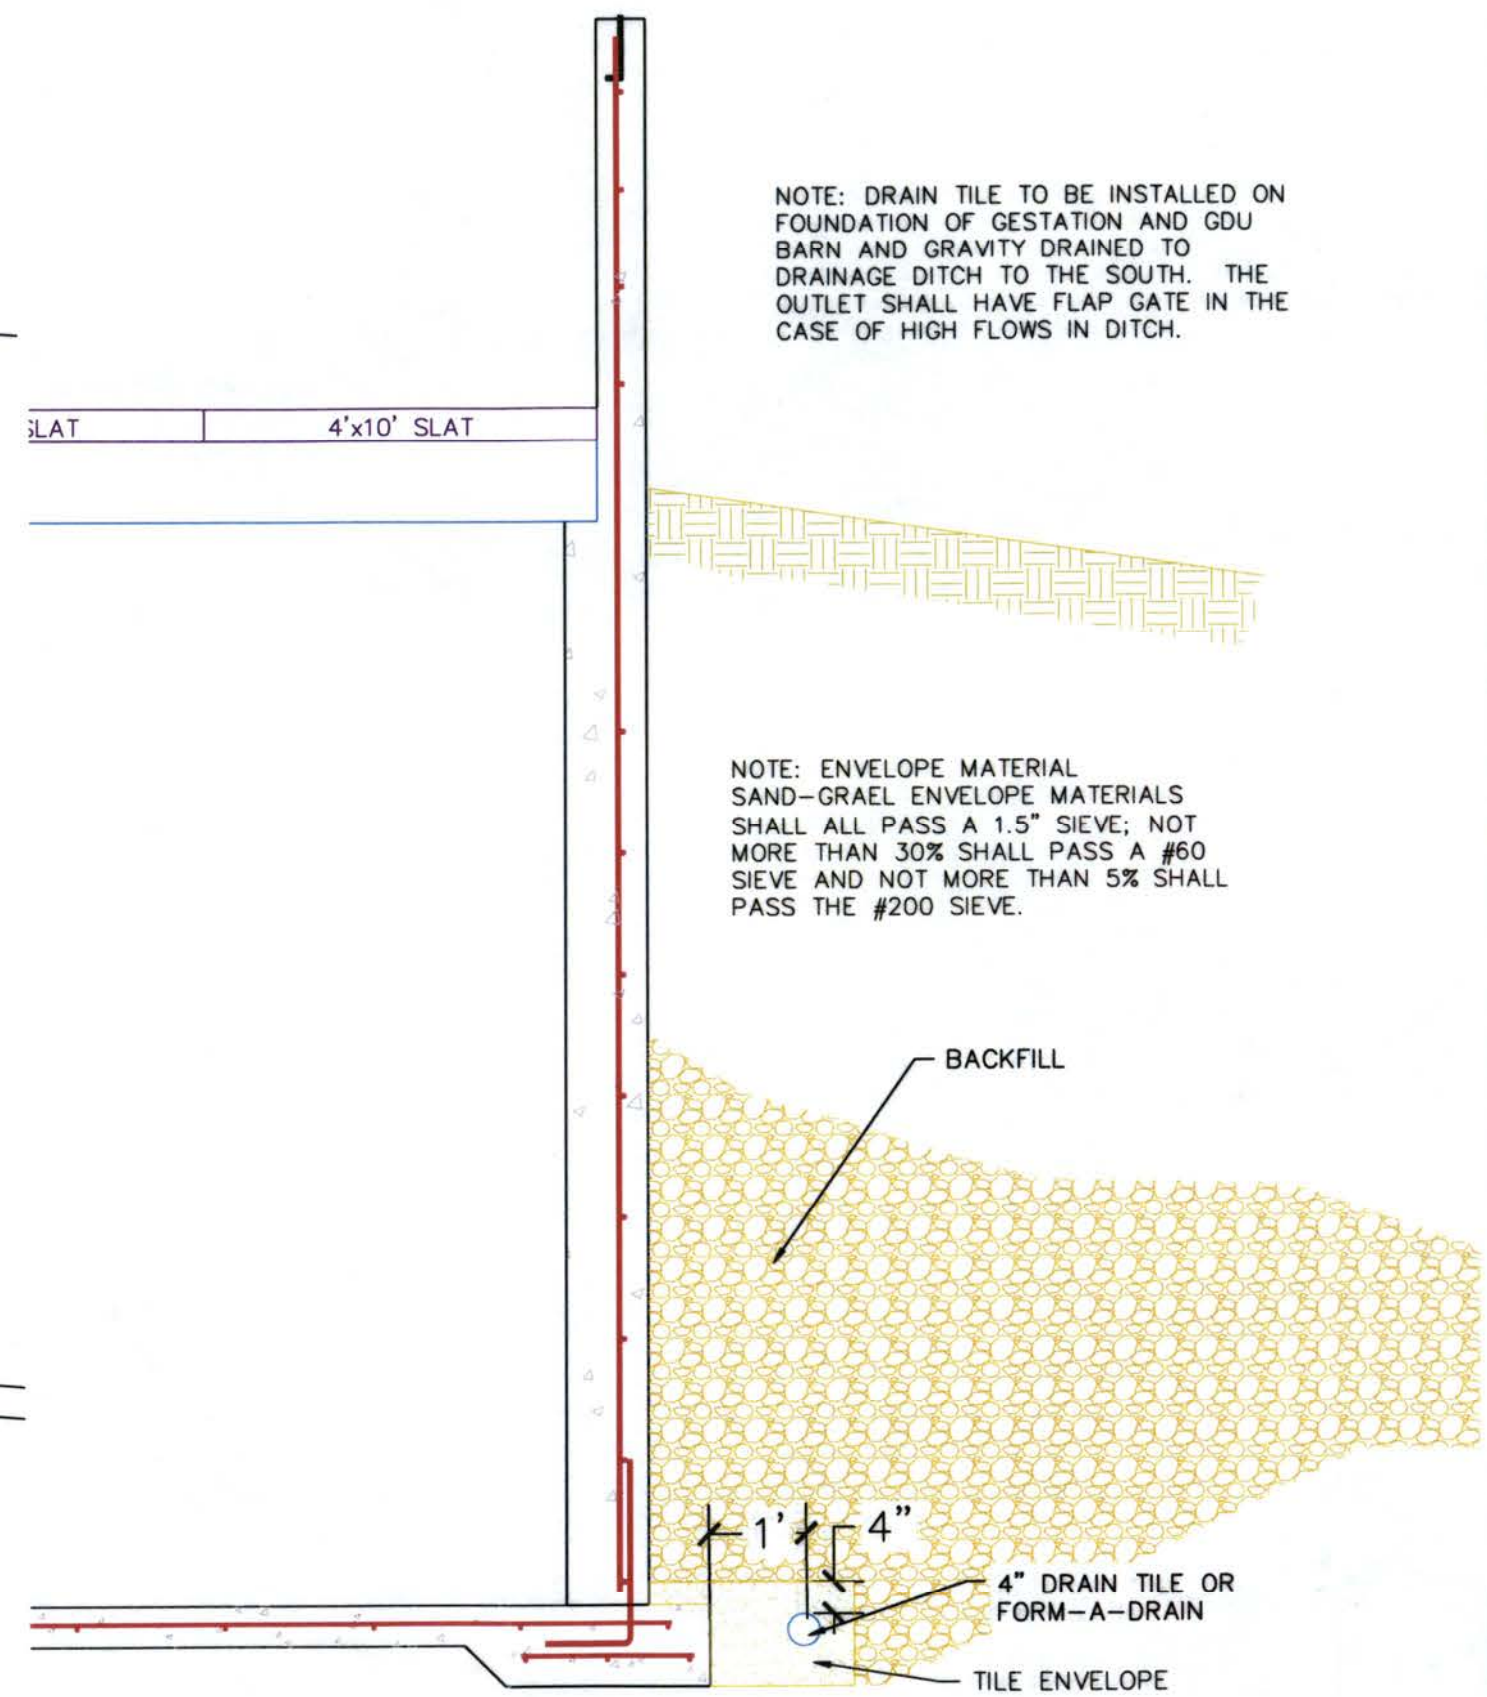 NOTE: DRAIN TILE TO BE INSTALLED ON
FOUNDATION OF GESTATION AND GDU
BARN AND GRAVITY DRAINED TO
DRAINAGE DITCH TO THE SOUTH. THE
OUTLET SHALL HAVE FLAP GATE IN THE
CASE OF HIGH FLOWS IN DITCH.
SLAT
4'x10' SLAT
NOTE: ENVELOPE MATERIAL
SAND-GRAEL ENVELOPE MATERIALS
SHALL ALL PASS A 1.5" SIEVE; NOT
MORE THAN 30% SHALL PASS A #60
SIEVE AND NOT MORE THAN 5% SHALL
PASS THE #200 SIEVE.
BACKFILL
1'
4"
4" DRAIN TILE OR
FORM-A-DRAIN
TILE ENVELOPE